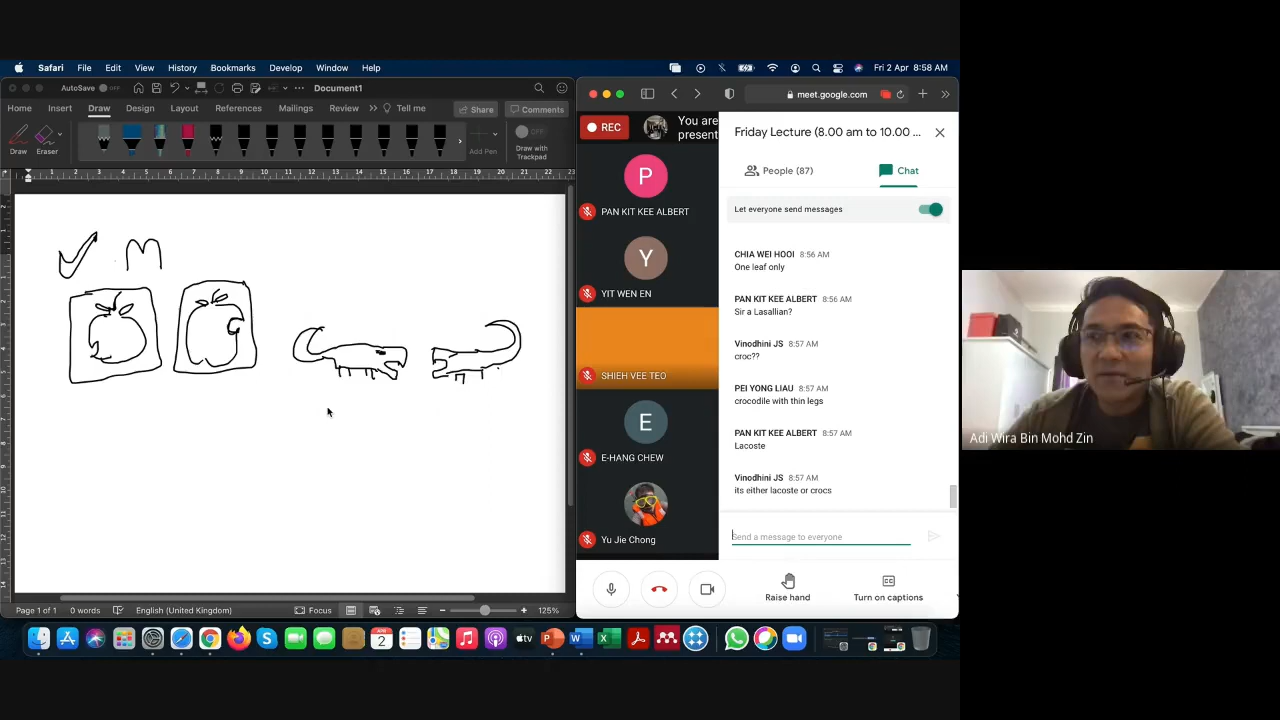 Safari File Edit View History Bookmarks Develop Window Help
Fri 2 Apr 8:58 AM
AutoSave OFF
Document1
Home Insert Draw Design Layout References Mailings Review Tell me
Share Comments
Draw Eraser
Add Pen
OFF
Draw with
Trackpad
m
Page 1 of 1 0 words English (United Kingdom) Focus 125%
meet.google.com
REC
You are
present
P
PAN KIT KEE ALBERT
Y
YIT WEN EN
SHIEH VEE TEO
E
E-HANG CHEW
Yu Jie Chong
Friday Lecture (8.00 am to 10.00 ...
People (87)
Chat
Let everyone send messages
CHIA WEI HOOI 8:56 AM
One leaf only
PAN KIT KEE ALBERT 8:56 AM
Sir a Lasallian?
Vinodhini JS 8:57 AM
croc??
PEI YONG LIAU 8:57 AM
crocodile with thin legs
PAN KIT KEE ALBERT 8:57 AM
Lacoste
Vinodhini JS 8:57 AM
its either lacoste or crocs
Send a message to everyone
Raise hand
Turn on captions
Adi Wira Bin Mohd Zin